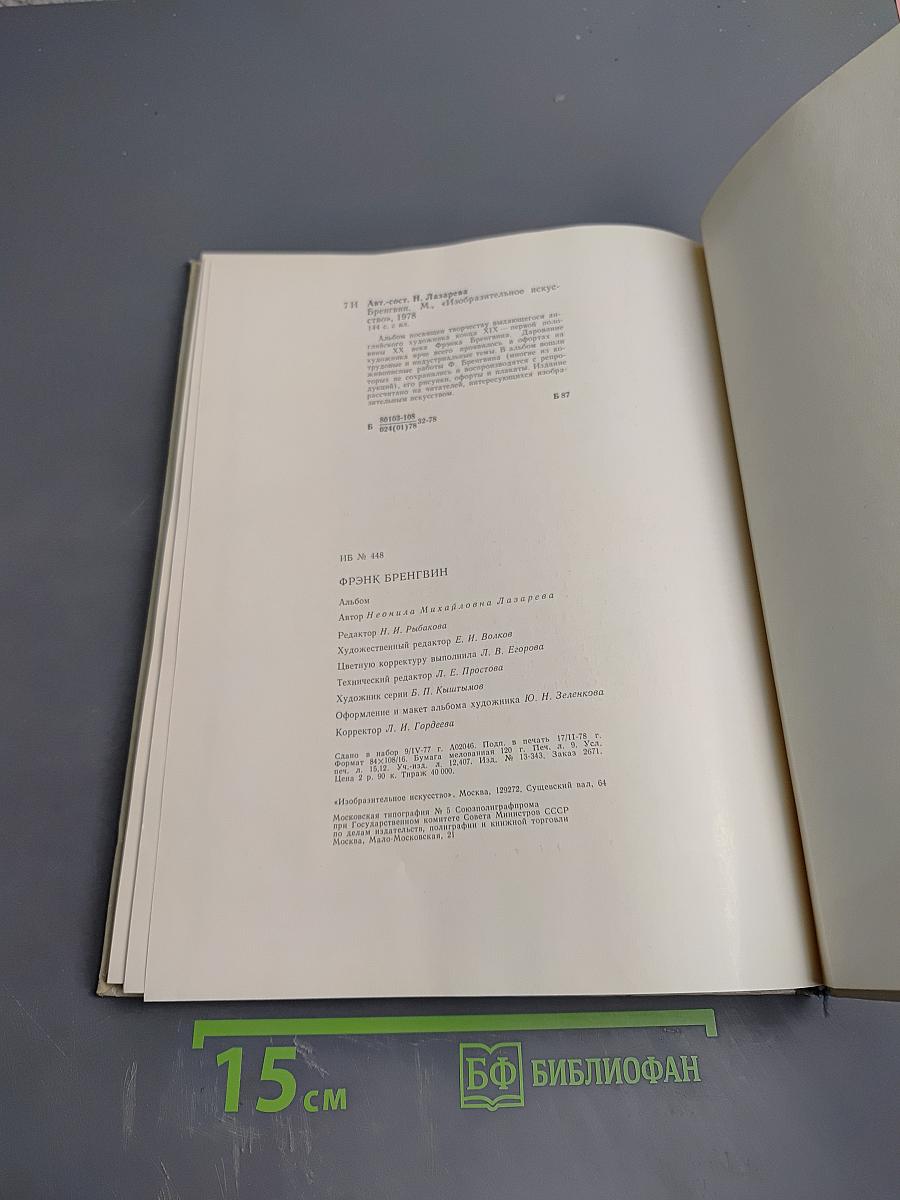 7 И Авт.-сост. Н. Лазарева
Бренгвин. М., «Изобразительное искус-
ство», 1978
144 с. с ил.
Альбом посвящен творчеству выдающегося ан-
глийского художника конца XIX — первой поло-
вины XX века Фрэнка Бренгвина. Дарование
художника ярче всего проявилось в офортах на
трудовые и индустриальные темы. В альбом вошли
живописные работы Ф. Бренгвина (многие из ко-
торых не сохранились и воспроизводятся с репро-
дукций), его рисунки, офорты и плакаты. Издание
рассчитано на читателей, интересующихся изобра-
зительным искусством.
Б 87
Б 80103-108
024(01)78 32-78
ИБ № 448
ФРЭНК БРЕНГВИН
Альбом
Автор Неонила Михайловна Лазарева
Редактор Н. И. Рыбакова
Художественный редактор Е. И. Волков
Цветную корректуру выполнила Л. В. Егорова
Технический редактор Л. Е. Простова
Художник серии Б. П. Кыштымов
Оформление и макет альбома художника Ю. Н. Зеленкова
Корректор Л. И. Гордеева
Сдано в набор 9/IV-77 г. А02046. Подп. в печать 17/II-78 г.
Формат 84×108/16. Бумага мелованная 120 г. Печ. л. 9. Усл.
печ. л. 15,12. Уч.-изд. л. 12,407. Изд. № 13-343. Заказ 2671.
Цена 2 р. 90 к. Тираж 40 000.
«Изобразительное искусство», Москва, 129272, Сущевский вал, 64
Московская типография № 5 Союзполиграфпрома
при Государственном комитете Совета Министров СССР
по делам издательств, полиграфии и книжной торговли
Москва, Мало-Московская, 21
15 см
БФ БИБЛИОФАН